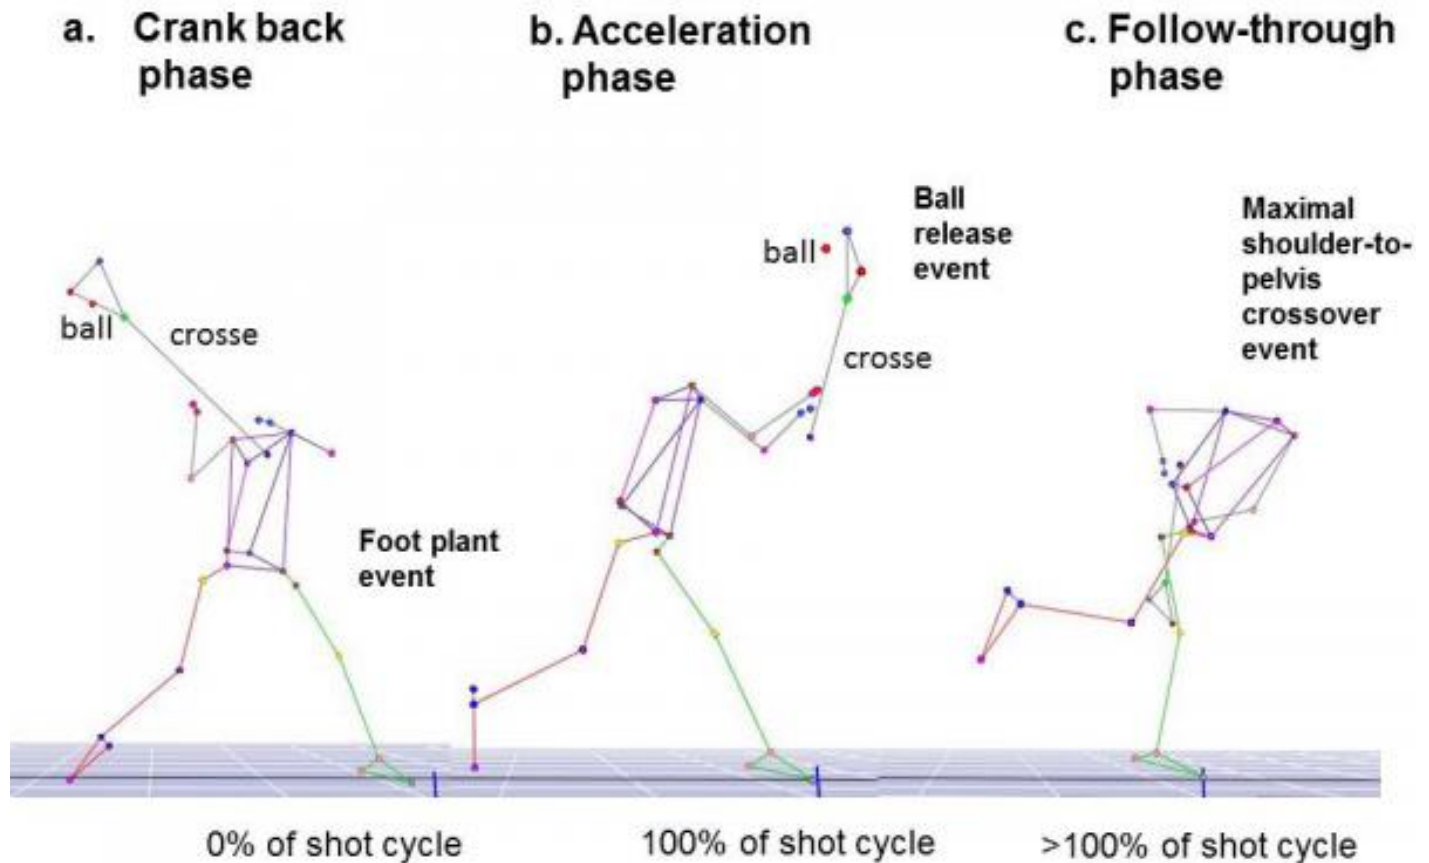 a. Crank back
phase
b. Acceleration
phase
c. Follow-through
phase
ball
crosse
Foot plant
event
ball
Ball
release
event
crosse
Maximal
shoulder-to-
pelvis
crossover
event
0% of shot cycle
100% of shot cycle
>100% of shot cycle